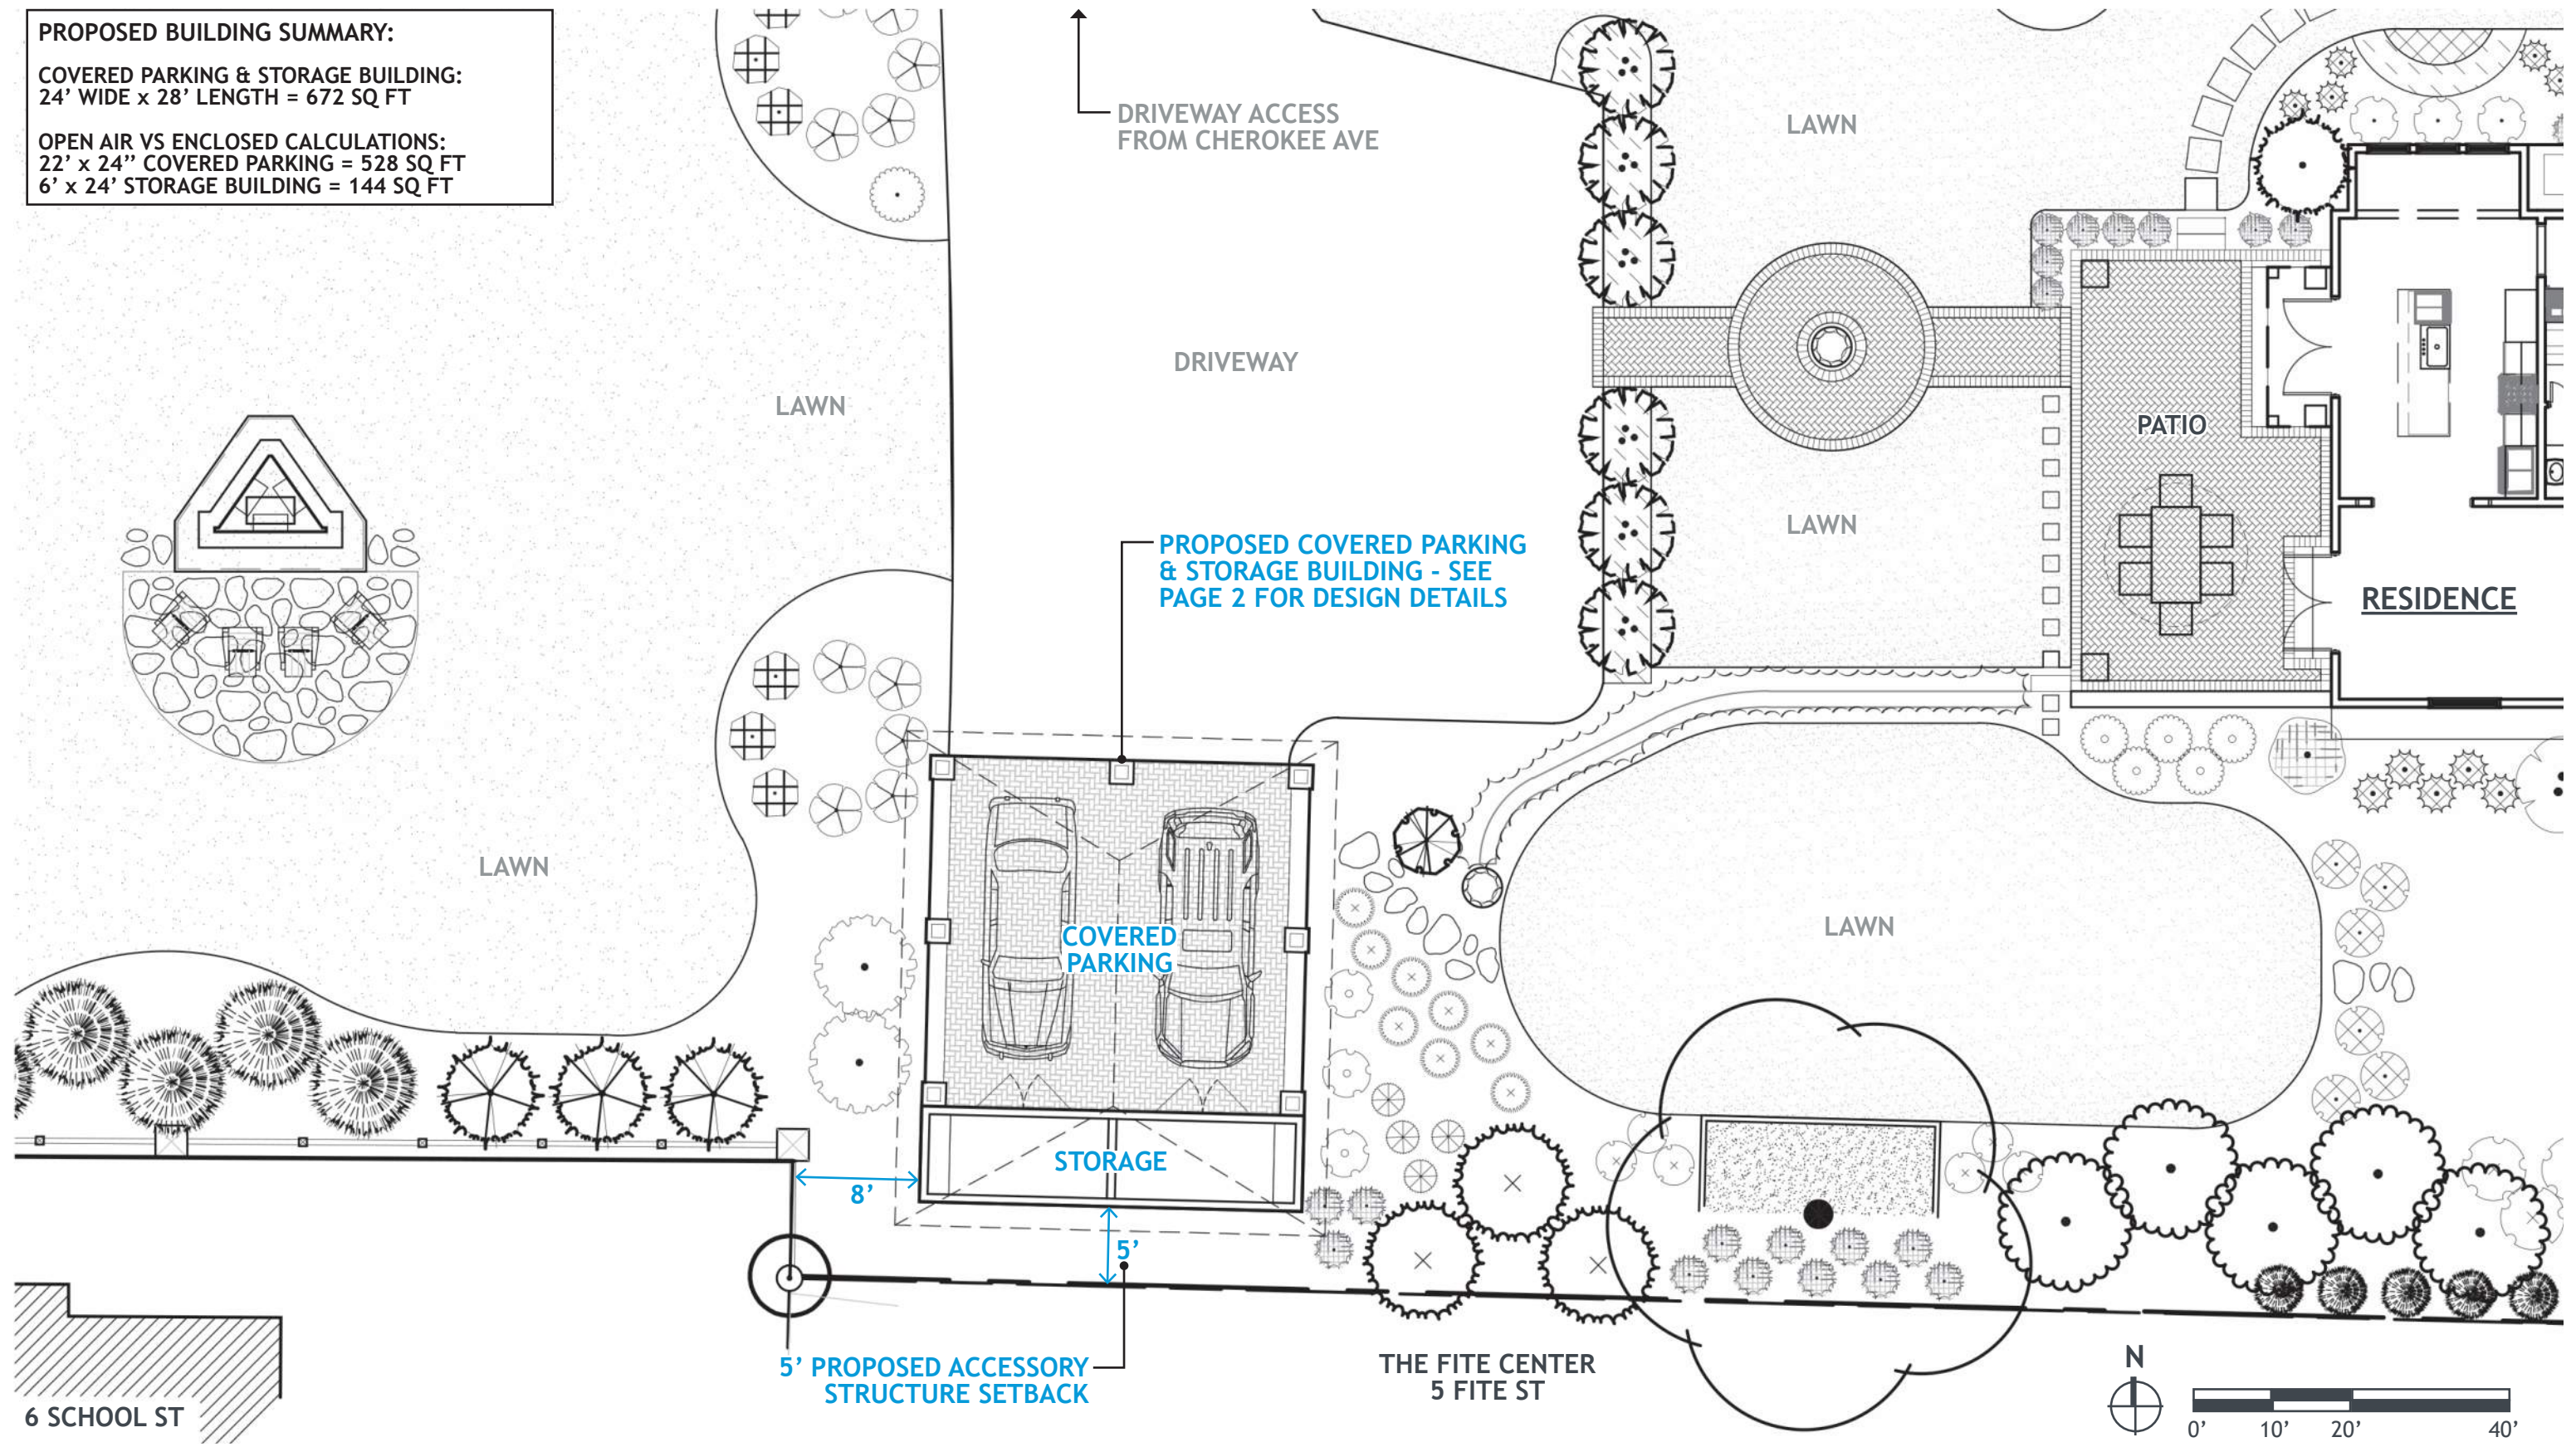 PROPOSED BUILDING SUMMARY:
COVERED PARKING & STORAGE BUILDING:
24’ WIDE x 28’ LENGTH = 672 SQ FT
OPEN AIR VS ENCLOSED CALCULATIONS:
22’ x 24’’ COVERED PARKING = 528 SQ FT
6’ x 24’ STORAGE BUILDING = 144 SQ FT
DRIVEWAY ACCESS
FROM CHEROKEE AVE
LAWN
DRIVEWAY
LAWN
PATIO
LAWN
PROPOSED COVERED PARKING
& STORAGE BUILDING - SEE
PAGE 2 FOR DESIGN DETAILS
RESIDENCE
LAWN
COVERED
PARKING
LAWN
STORAGE
8’
5’
5’ PROPOSED ACCESSORY
STRUCTURE SETBACK
THE FITE CENTER
5 FITE ST
6 SCHOOL ST
N
0’ 10’ 20’ 40’